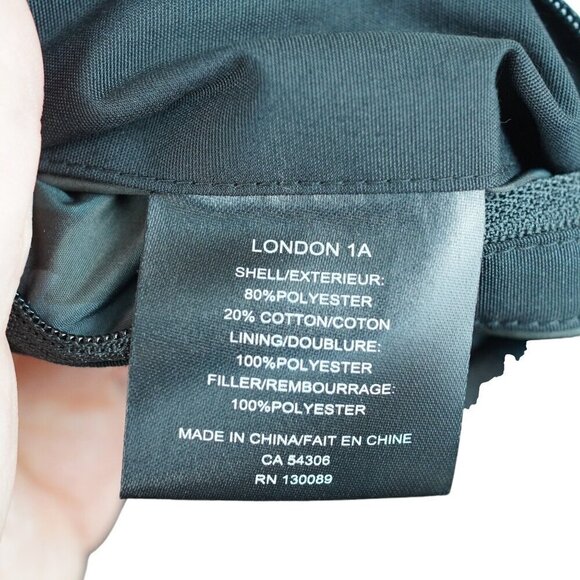 LONDON 1A
SHELL/EXTERIEUR:
80%POLYESTER
20% COTTON/COTON
LINING/DOUBLURE:
100%POLYESTER
FILLER/REMBOURRAGE:
100%POLYESTER
MADE IN CHINA/FAIT EN CHINE
CA 54306
RN 130089